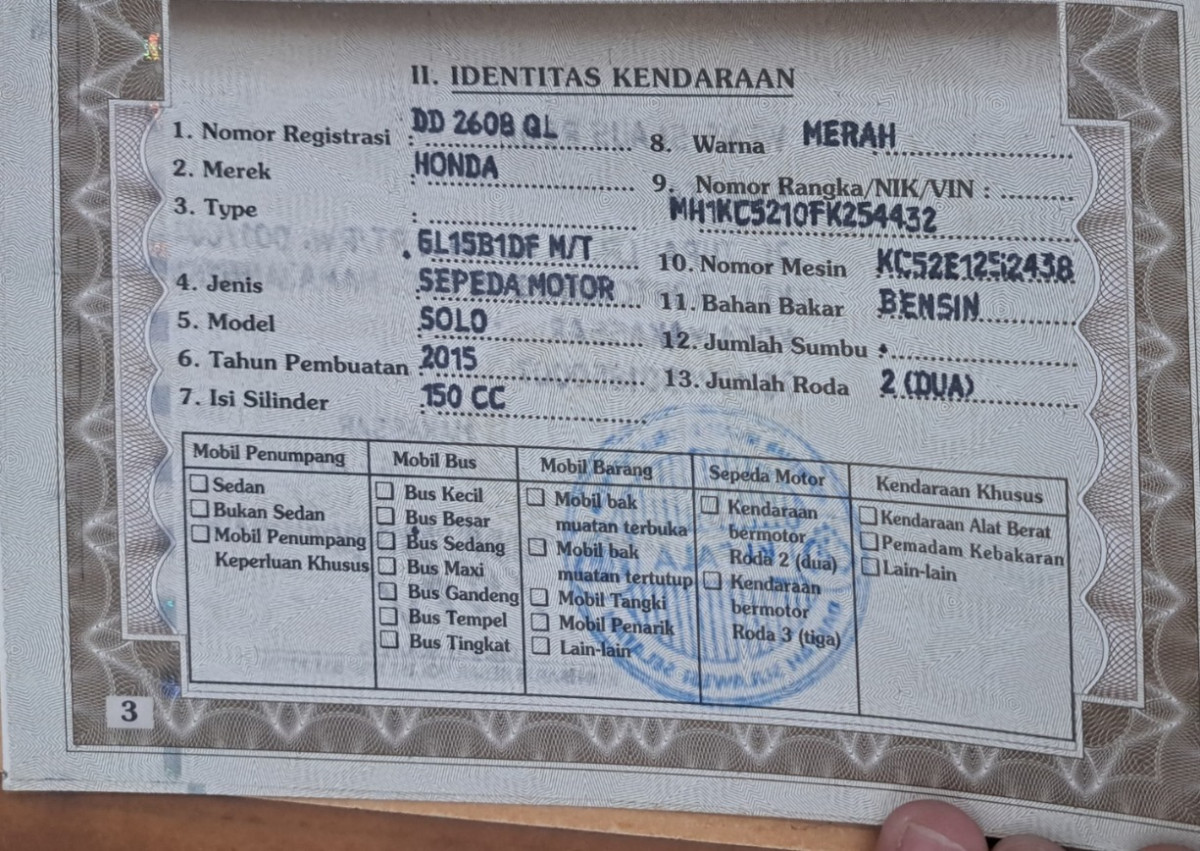 II. IDENTITAS KENDARAAN
1. Nomor Registrasi : DD 2608 QL
2. Merek : HONDA
3. Type :
GL15B1DF M/T
4. Jenis SEPEDA MOTOR
5. Model SOLO
6. Tahun Pembuatan 2015
7. Isi Silinder 150 CC
8. Warna MERAH
9. Nomor Rangka/NIK/VIN :
MH1KC5210FK254432
10. Nomor Mesin KC52E1252438
11. Bahan Bakar BENSIN
12. Jumlah Sumbu :
13. Jumlah Roda 2 (DUA)
Mobil Penumpang
Sedan
Bukan Sedan
Mobil Penumpang
Keperluan Khusus
Mobil Bus
Bus Kecil
Bus Besar
Bus Sedang
Bus Maxi
Bus Gandeng
Bus Tempel
Bus Tingkat
Mobil Barang
Mobil bak
muatan terbuka
Mobil bak
muatan tertutup
Mobil Tangki
Mobil Penarik
Lain-lain
Sepeda Motor
Kendaraan
bermotor
Roda 2 (dua)
Kendaraan
bermotor
Roda 3 (tiga)
Kendaraan Khusus
Kendaraan Alat Berat
Pemadam Kebakaran
Lain-lain
3